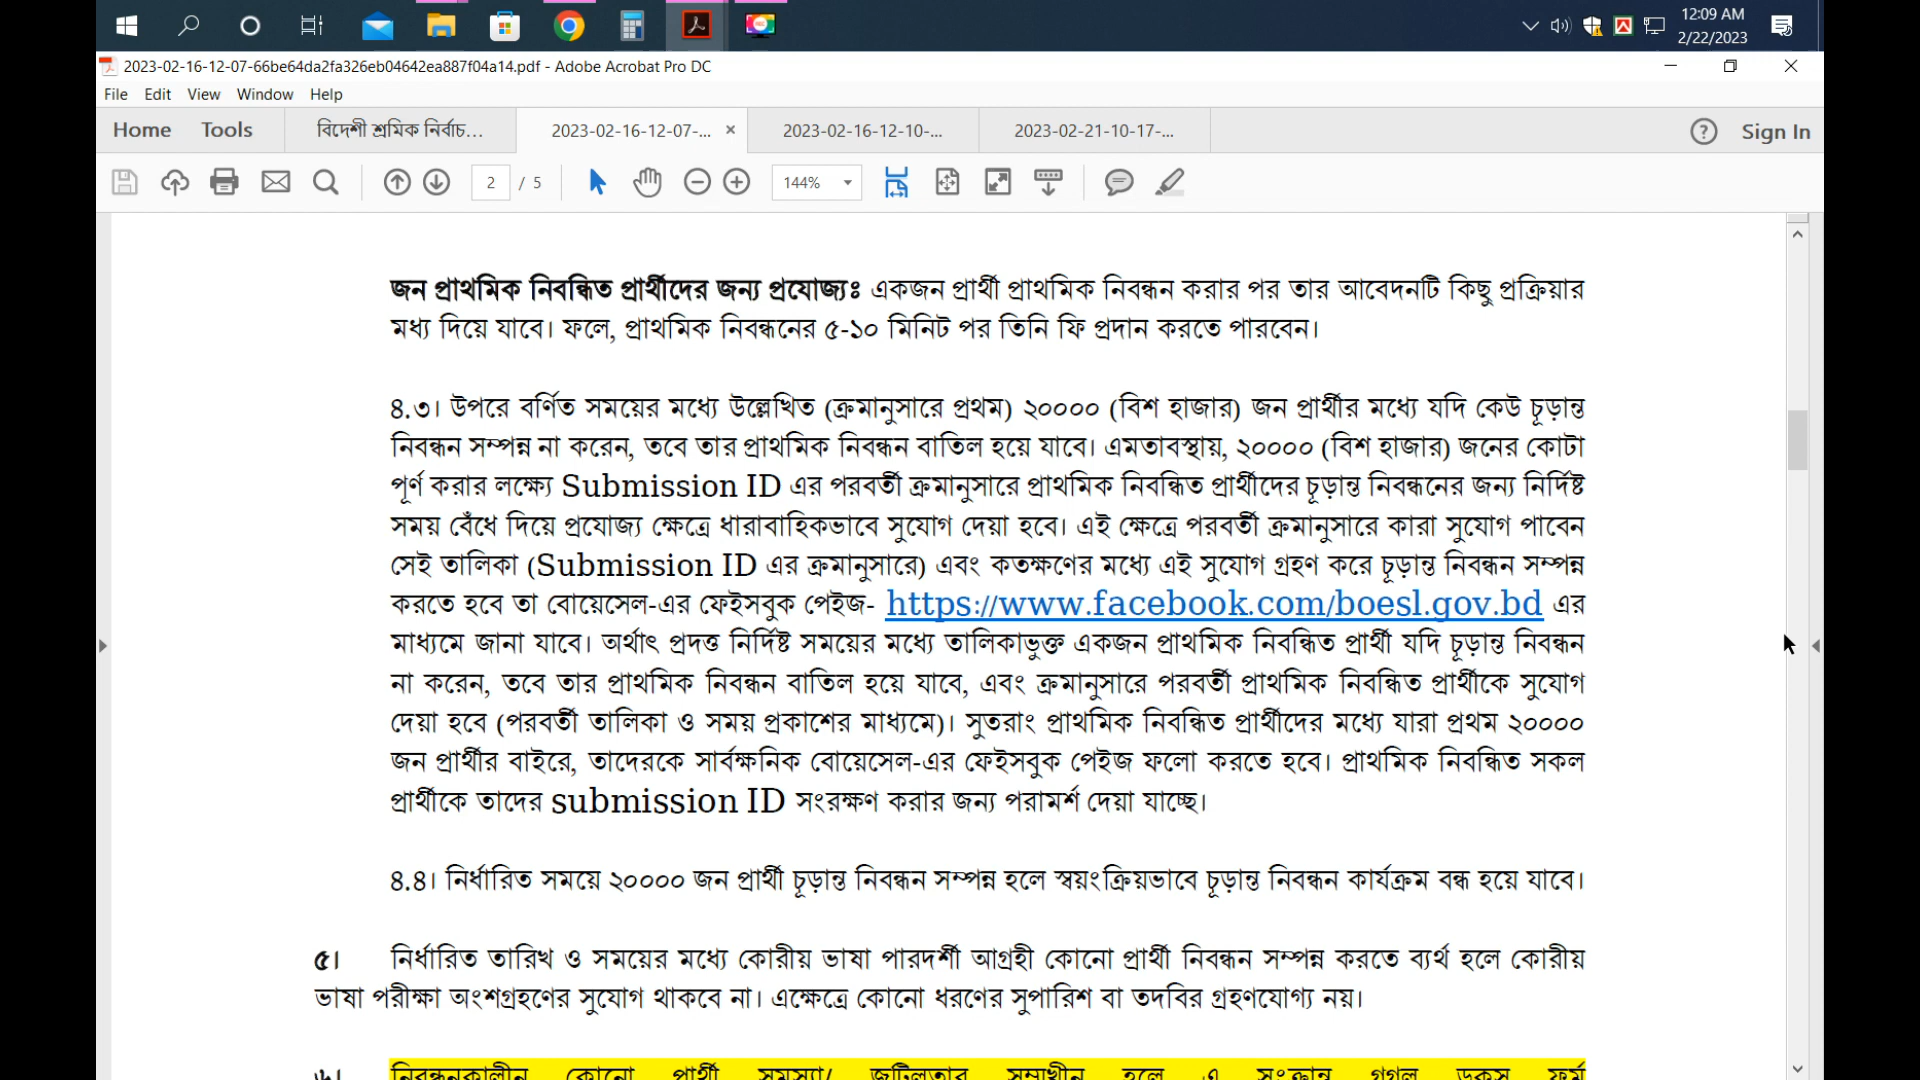 12:09 AM
2/22/2023
2023-02-16-12-07-66be64da2fa326eb04642ea887f04a14.pdf - Adobe Acrobat Pro DC
File Edit View Window Help
Home Tools বিদেশী শ্রমিক নির্বাচ... 2023-02-16-12-07-... × 2023-02-16-12-10-... 2023-02-21-10-17-... Sign In
2 / 5 144%
জন প্রাথমিক নিবন্ধিত প্রার্থীদের জন্য প্রযোজ্যঃ একজন প্রার্থী প্রাথমিক নিবন্ধন করার পর তার আবেদনটি কিছু প্রক্রিয়ার
মধ্য দিয়ে যাবে। ফলে, প্রাথমিক নিবন্ধনের ৫-১০ মিনিট পর তিনি ফি প্রদান করতে পারবেন।
৪.৩। উপরে বর্ণিত সময়ের মধ্যে উল্লেখিত (ক্রমানুসারে প্রথম) ২০০০০ (বিশ হাজার) জন প্রার্থীর মধ্যে যদি কেউ চূড়ান্ত
নিবন্ধন সম্পন্ন না করেন, তবে তার প্রাথমিক নিবন্ধন বাতিল হয়ে যাবে। এমতাবস্থায়, ২০০০০ (বিশ হাজার) জনের কোটা
পূর্ণ করার লক্ষ্যে Submission ID এর পরবর্তী ক্রমানুসারে প্রাথমিক নিবন্ধিত প্রার্থীদের চূড়ান্ত নিবন্ধনের জন্য নির্দিষ্ট
সময় বেঁধে দিয়ে প্রযোজ্য ক্ষেত্রে ধারাবাহিকভাবে সুযোগ দেয়া হবে। এই ক্ষেত্রে পরবর্তী ক্রমানুসারে কারা সুযোগ পাবেন
সেই তালিকা (Submission ID এর ক্রমানুসারে) এবং কতক্ষণের মধ্যে এই সুযোগ গ্রহণ করে চূড়ান্ত নিবন্ধন সম্পন্ন
করতে হবে তা বোয়েসেল-এর ফেইসবুক পেইজ- https://www.facebook.com/boesl.gov.bd এর
মাধ্যমে জানা যাবে। অর্থাৎ প্রদত্ত নির্দিষ্ট সময়ের মধ্যে তালিকাভুক্ত একজন প্রাথমিক নিবন্ধিত প্রার্থী যদি চূড়ান্ত নিবন্ধন
না করেন, তবে তার প্রাথমিক নিবন্ধন বাতিল হয়ে যাবে, এবং ক্রমানুসারে পরবর্তী প্রাথমিক নিবন্ধিত প্রার্থীকে সুযোগ
দেয়া হবে (পরবর্তী তালিকা ও সময় প্রকাশের মাধ্যমে)। সুতরাং প্রাথমিক নিবন্ধিত প্রার্থীদের মধ্যে যারা প্রথম ২০০০০
জন প্রার্থীর বাইরে, তাদেরকে সার্বক্ষনিক বোয়েসেল-এর ফেইসবুক পেইজ ফলো করতে হবে। প্রাথমিক নিবন্ধিত সকল
প্রার্থীকে তাদের submission ID সংরক্ষণ করার জন্য পরামর্শ দেয়া যাচ্ছে।
৪.৪। নির্ধারিত সময়ে ২০০০০ জন প্রার্থী চূড়ান্ত নিবন্ধন সম্পন্ন হলে স্বয়ংক্রিয়ভাবে চূড়ান্ত নিবন্ধন কার্যক্রম বন্ধ হয়ে যাবে।
৫। নির্ধারিত তারিখ ও সময়ের মধ্যে কোরীয় ভাষা পারদর্শী আগ্রহী কোনো প্রার্থী নিবন্ধন সম্পন্ন করতে ব্যর্থ হলে কোরীয়
ভাষা পরীক্ষা অংশগ্রহণের সুযোগ থাকবে না। এক্ষেত্রে কোনো ধরণের সুপারিশ বা তদবির গ্রহণযোগ্য নয়।
৬। নিবন্ধনকালীন কোনো প্রার্থী সমস্যা/ জটিলতার সম্মুখীন হলে এ সংক্রান্ত গুগল ডকস ফর্ম